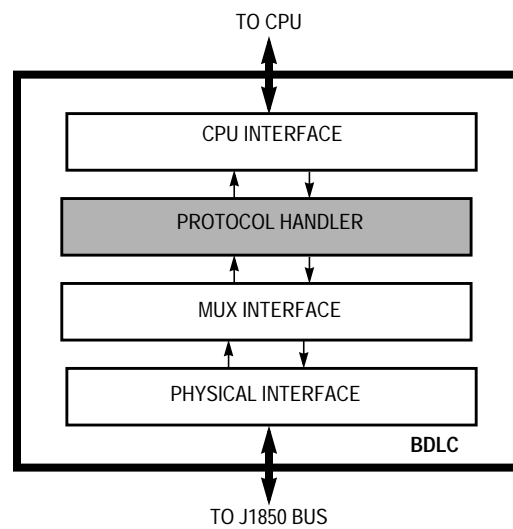 TO CPU
CPU INTERFACE
PROTOCOL HANDLER
MUX INTERFACE
PHYSICAL INTERFACE
BDLC
TO J1850 BUS